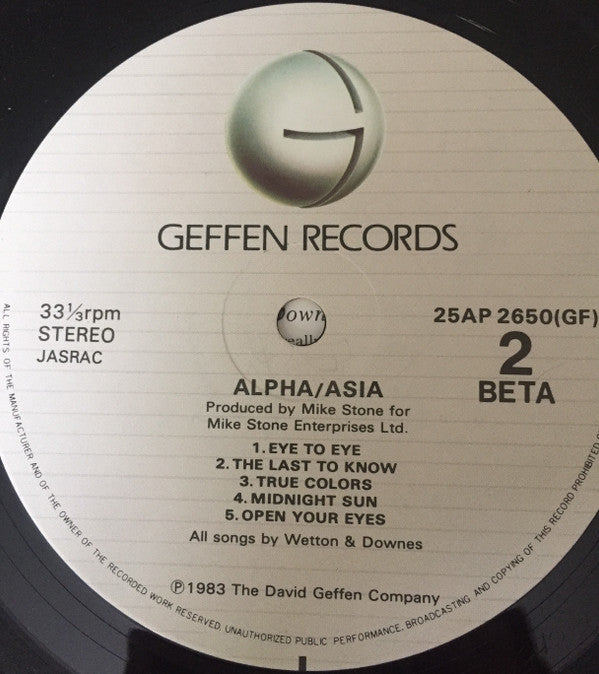 GEFFEN RECORDS
33⅓rpm
STEREO
JASRAC
25AP 2650(GF)
2
BETA
own
eall
ALPHA/ASIA
Produced by Mike Stone for
Mike Stone Enterprises Ltd.
1. EYE TO EYE
2. THE LAST TO KNOW
3. TRUE COLORS
4. MIDNIGHT SUN
5. OPEN YOUR EYES
All songs by Wetton & Downes
Ⓟ1983 The David Geffen Company
ALL RIGHTS OF THE MANUFACTURER AND OF THE OWNER OF THE RECORDED WORK RESERVED. UNAUTHORIZED PUBLIC PERFORMANCE, BROADCASTING AND COPYING OF THIS RECORD PROHIBITED